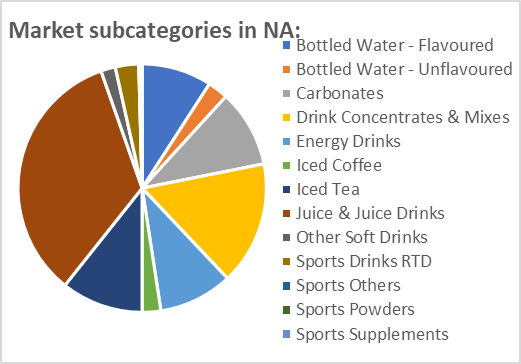 Market subcategories in NA:
Bottled Water - Flavoured
Bottled Water - Unflavoured
Carbonates
Drink Concentrates & Mixes
Energy Drinks
Iced Coffee
Iced Tea
Juice & Juice Drinks
Other Soft Drinks
Sports Drinks RTD
Sports Others
Sports Powders
Sports Supplements